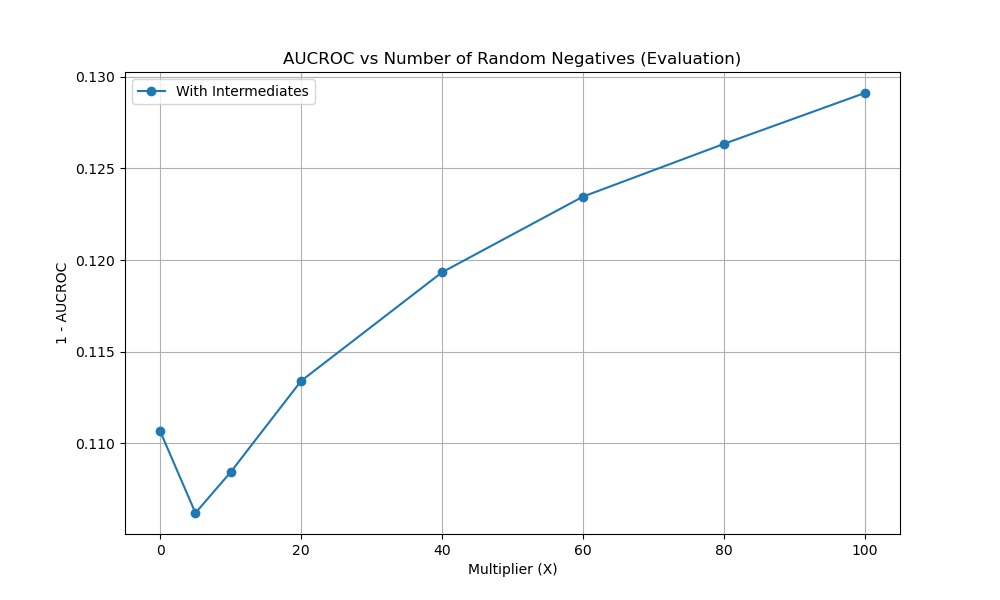 AUCROC vs Number of Random Negatives (Evaluation)
With Intermediates
1 - AUCROC
0.130
0.125
0.120
0.115
0.110
0 20 40 60 80 100
Multiplier (X)